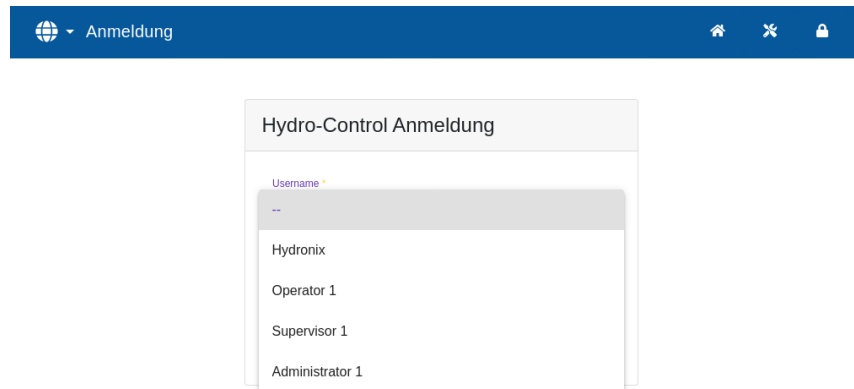 Anmeldung
Hydro-Control Anmeldung
Username *
--
Hydronix
Operator 1
Supervisor 1
Administrator 1